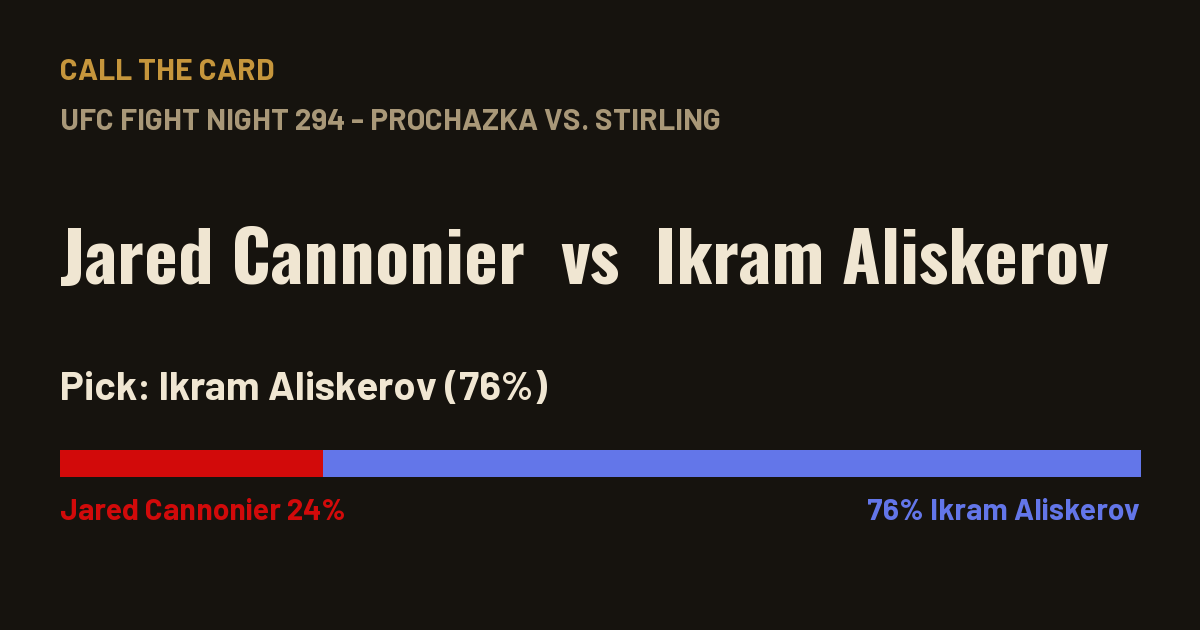 CALL THE CARD
UFC FIGHT NIGHT 294 - PROCHAZKA VS. STIRLING
Jared Cannonier vs Ikram Aliskerov
Pick: Ikram Aliskerov (76%)
Jared Cannonier 24% 76% Ikram Aliskerov